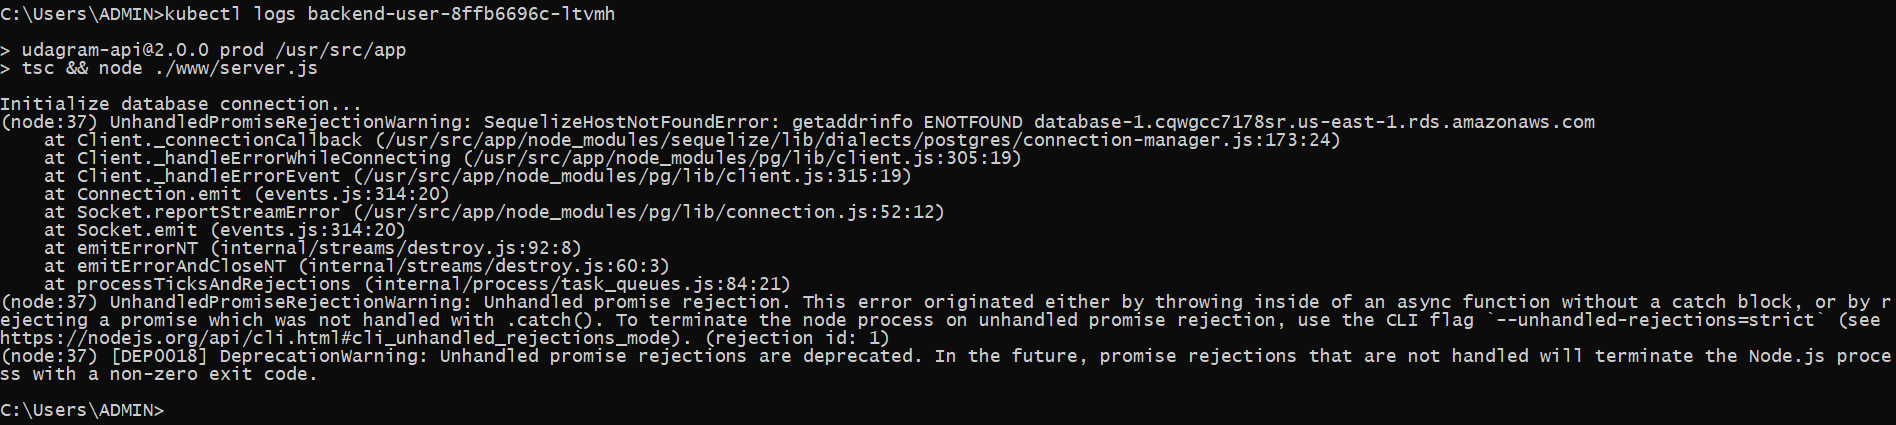 C:\Users\ADMIN>kubectl logs backend-user-8ffb6696c-ltvmh
> udagram-api@2.0.0 prod /usr/src/app
> tsc && node ./www/server.js
Initialize database connection...
(node:37) UnhandledPromiseRejectionWarning: SequelizeHostNotFoundError: getaddrinfo ENOTFOUND database-1.cqwgcc7178sr.us-east-1.rds.amazonaws.com
    at Client._connectionCallback (/usr/src/app/node_modules/sequelize/lib/dialects/postgres/connection-manager.js:173:24)
    at Client._handleErrorWhileConnecting (/usr/src/app/node_modules/pg/lib/client.js:305:19)
    at Client._handleErrorEvent (/usr/src/app/node_modules/pg/lib/client.js:315:19)
    at Connection.emit (events.js:314:20)
    at Socket.reportStreamError (/usr/src/app/node_modules/pg/lib/connection.js:52:12)
    at Socket.emit (events.js:314:20)
    at emitErrorNT (internal/streams/destroy.js:92:8)
    at emitErrorAndCloseNT (internal/streams/destroy.js:60:3)
    at processTicksAndRejections (internal/process/task_queues.js:84:21)
(node:37) UnhandledPromiseRejectionWarning: Unhandled promise rejection. This error originated either by throwing inside of an async function without a catch block, or by r
ejecting a promise which was not handled with .catch(). To terminate the node process on unhandled promise rejection, use the CLI flag `--unhandled-rejections=strict` (see
https://nodejs.org/api/cli.html#cli_unhandled_rejections_mode). (rejection id: 1)
(node:37) [DEP0018] DeprecationWarning: Unhandled promise rejections are deprecated. In the future, promise rejections that are not handled will terminate the Node.js proce
ss with a non-zero exit code.
C:\Users\ADMIN>